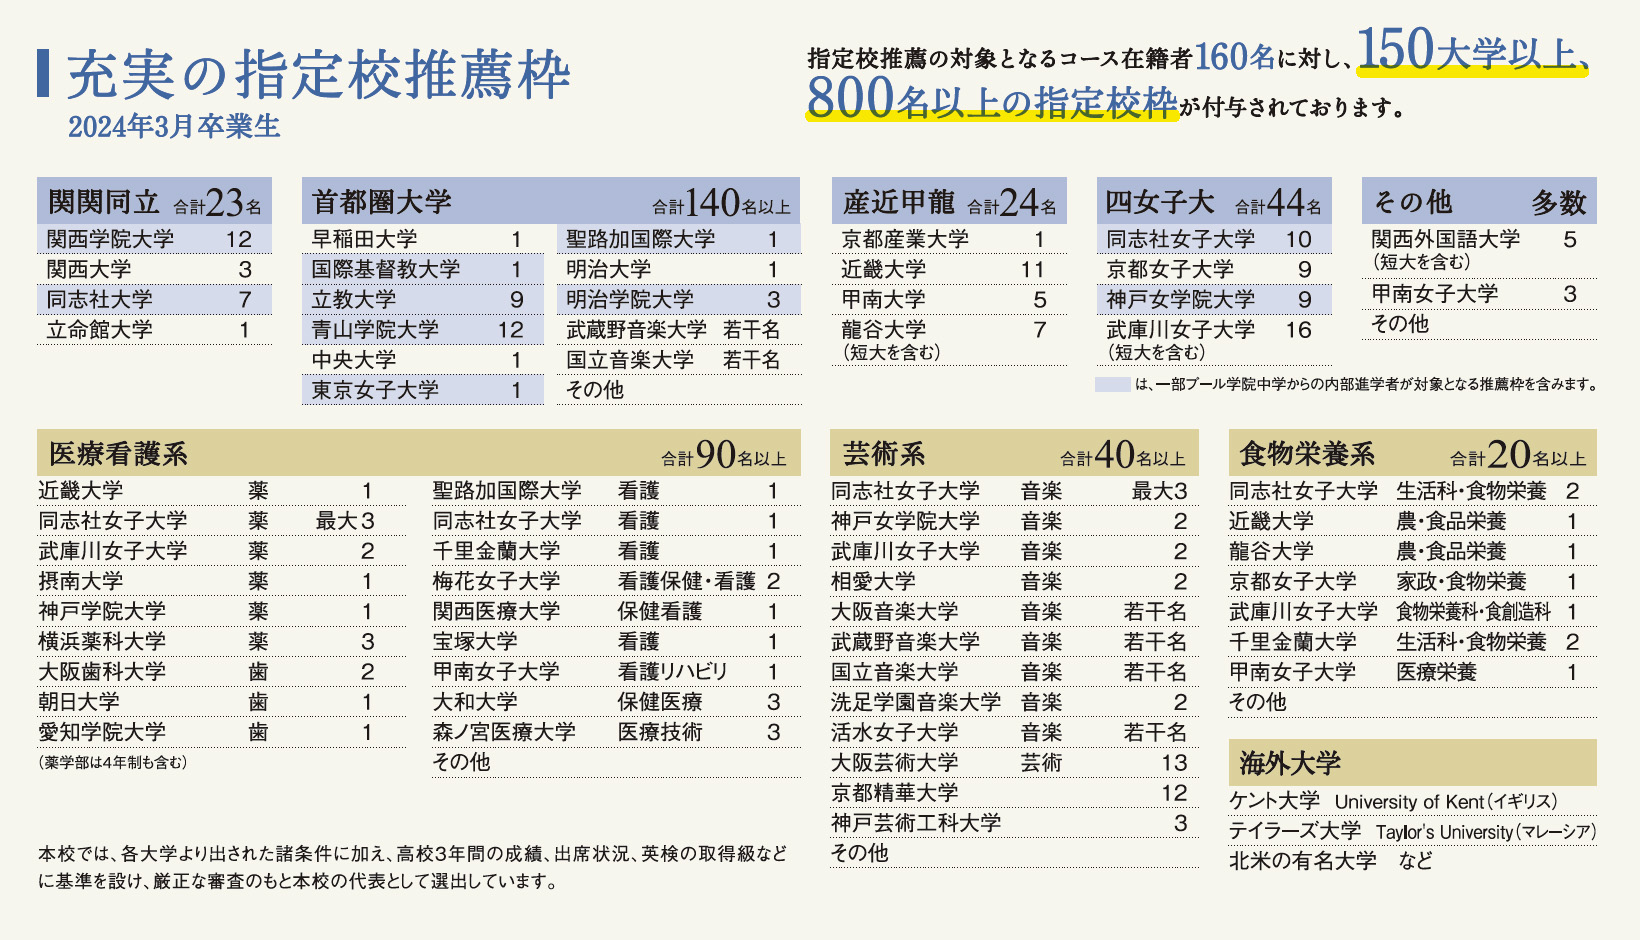 充実の指定校推薦枠
2024年3月卒業生
指定校推薦の対象となるコース在籍者160名に対し、150大学以上、
800名以上の指定校枠が付与されております。
関関同立 合計23名
関西学院大学 12
関西大学 3
同志社大学 7
立命館大学 1
首都圏大学 合計140名以上
早稲田大学 1
国際基督教大学 1
立教大学 9
青山学院大学 12
中央大学 1
東京女子大学 1
聖路加国際大学 1
明治大学 1
明治学院大学 3
武蔵野音楽大学 若干名
国立音楽大学 若干名
その他
産近甲龍 合計24名
京都産業大学 1
近畿大学 11
甲南大学 5
龍谷大学 7
(短大を含む)
四女子大 合計44名
同志社女子大学 10
京都女子大学 9
神戸女学院大学 9
武庫川女子大学 16
(短大を含む)
その他 多数
関西外国語大学 5
(短大を含む)
甲南女子大学 3
その他
は、一部プール学院中学からの内部進学者が対象となる推薦枠を含みます。
医療看護系 合計90名以上
近畿大学 薬 1
同志社女子大学 薬 最大3
武庫川女子大学 薬 2
摂南大学 薬 1
神戸学院大学 薬 1
横浜薬科大学 薬 3
大阪歯科大学 歯 2
朝日大学 歯 1
愛知学院大学 歯 1
(薬学部は4年制も含む)
聖路加国際大学 看護 1
同志社女子大学 看護 1
千里金蘭大学 看護 1
梅花女子大学 看護保健・看護 2
関西医療大学 保健看護 1
宝塚大学 看護 1
甲南女子大学 看護リハビリ 1
大和大学 保健医療 3
森ノ宮医療大学 医療技術 3
その他
芸術系 合計40名以上
同志社女子大学 音楽 最大3
神戸女学院大学 音楽 2
武庫川女子大学 音楽 2
相愛大学 音楽 2
大阪音楽大学 音楽 若干名
武蔵野音楽大学 音楽 若干名
国立音楽大学 音楽 若干名
洗足学園音楽大学 音楽 2
活水女子大学 音楽 若干名
大阪芸術大学 芸術 13
京都精華大学 12
神戸芸術工科大学 3
その他
食物栄養系 合計20名以上
同志社女子大学 生活科・食物栄養 2
近畿大学 農・食品栄養 1
龍谷大学 農・食品栄養 1
京都女子大学 家政・食物栄養 1
武庫川女子大学 食物栄養科・食創造科 1
千里金蘭大学 生活科・食物栄養 2
甲南女子大学 医療栄養 1
その他
海外大学
ケント大学 University of Kent(イギリス)
テイラーズ大学 Taylor's University(マレーシア)
北米の有名大学 など
本校では、各大学より出された諸条件に加え、高校3年間の成績、出席状況、英検の取得級など
に基準を設け、厳正な審査のもと本校の代表として選出しています。